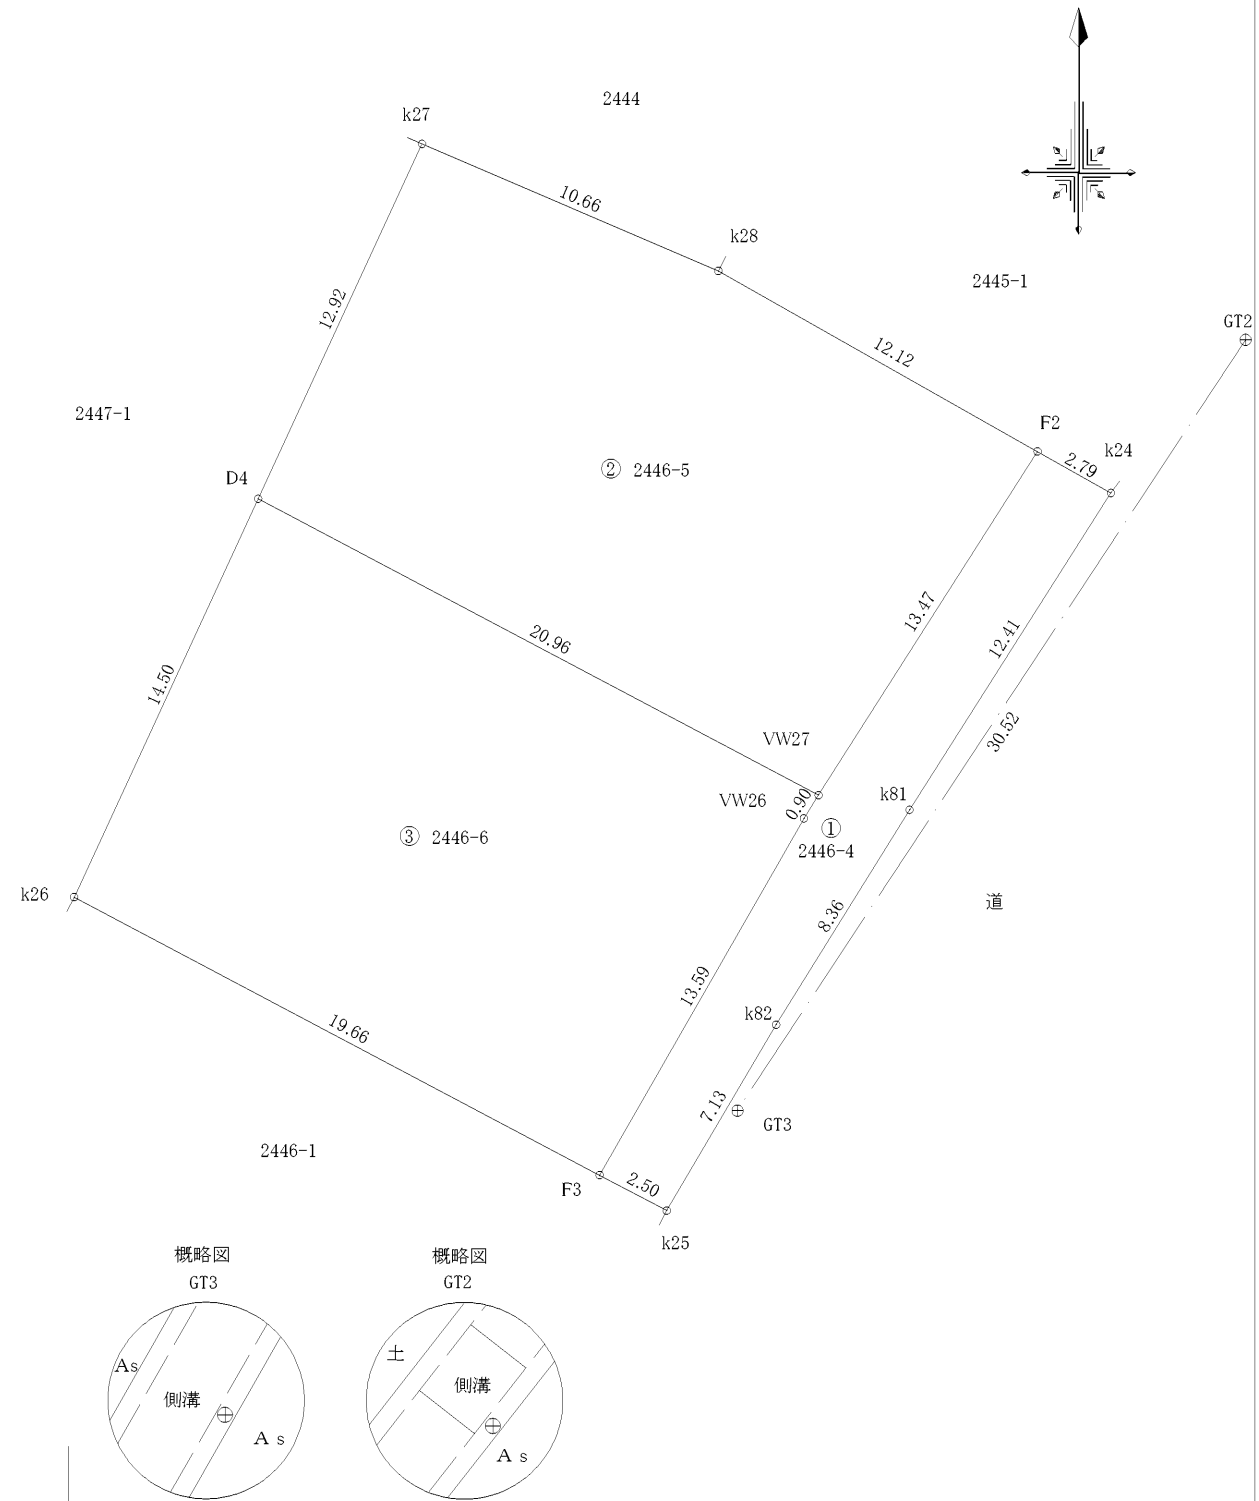 2444
k27
10.66
k28
2445-1
GT2
12.92
12.12
2447-1
F2
k24
2.79
D4
② 2446-5
13.47
12.41
20.96
14.50
30.52
VW27
VW26
0.90
k81
①
2446-4
③ 2446-6
k26
道
8.36
13.59
k82
19.66
7.13
GT3
2446-1
2.50
F3
k25
概略図
GT3
As
側溝
As
概略図
GT2
土
側溝
As